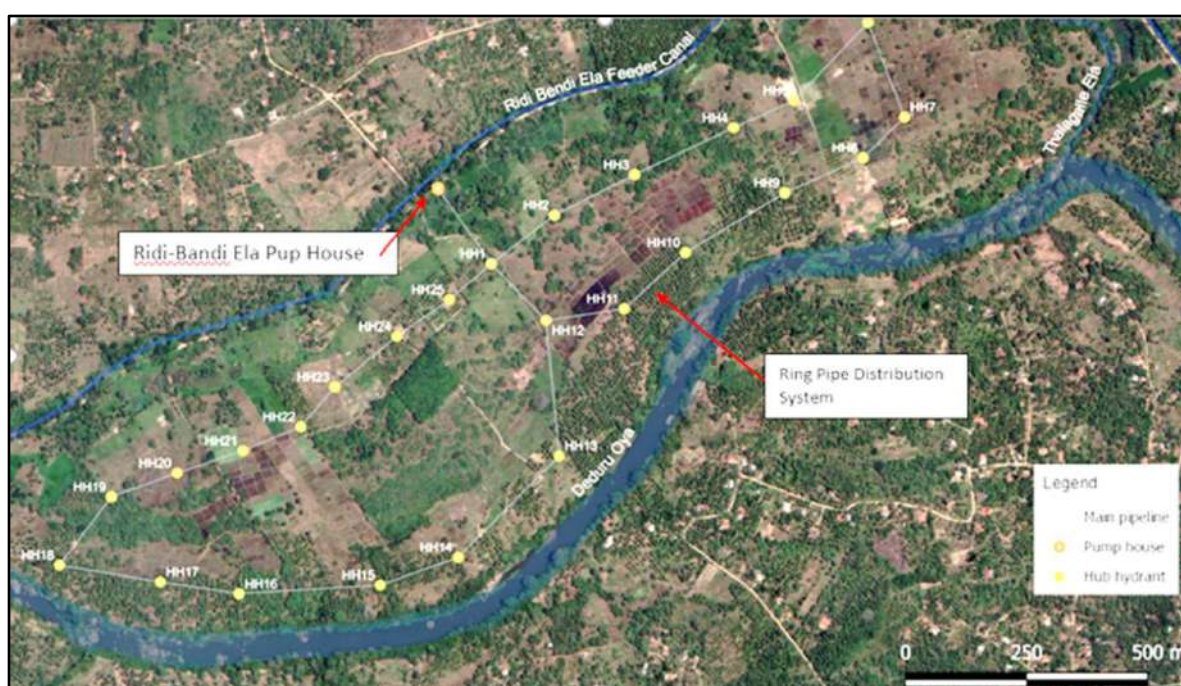 Ridi Bendi Ela Feeder Canal
Thalagalle Ela
HH7
HH5
HH4
HH8
HH3
HH9
HH2
Ridi-Bandi Ela Pup House
HH10
HH1
HH25
HH11
HH12
HH24
Ring Pipe Distribution
System
HH23
HH22
HH13
Deduru Oya
HH21
HH20
HH19
Legend
Main pipeline
Pump house
Hub hydrant
HH18
HH14
HH17
HH16
HH15
0
250
500 m